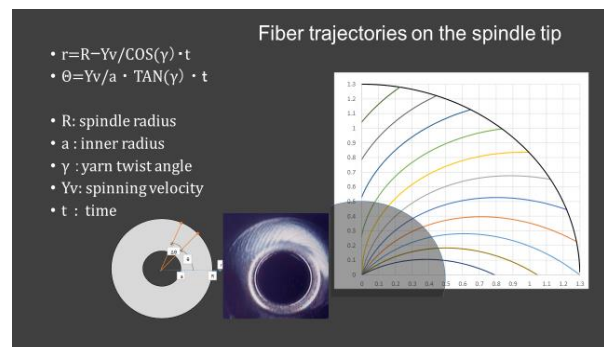 Fiber trajectories on the spindle tip
• r=R−Yv/COS(γ)･t
• Θ=Yv/a・TAN(γ)・t
• R: spindle radius
• a : inner radius
• γ : yarn twist angle
• Yv: spinning velocity
• t : time
1.3
1.2
1.1
1
0.9
0.8
0.7
0.6
0.5
0.4
0.3
0.2
0.1
0
0 0.1 0.2 0.3 0.4 0.5 0.6 0.7 0.8 0.9 1 1.1 1.2 1.3